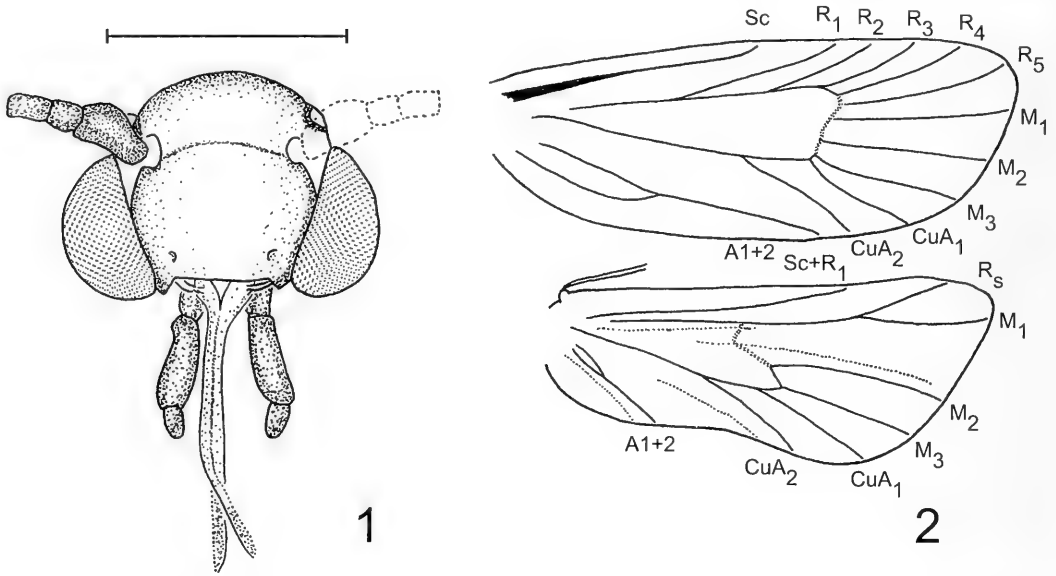 Sc R1 R2 R3 R4
R5
M1
M2
M3
A1+2 CuA2 CuA1
Sc+R1 Rs
M1
M2
M3
A1+2 CuA2 CuA1
1 2